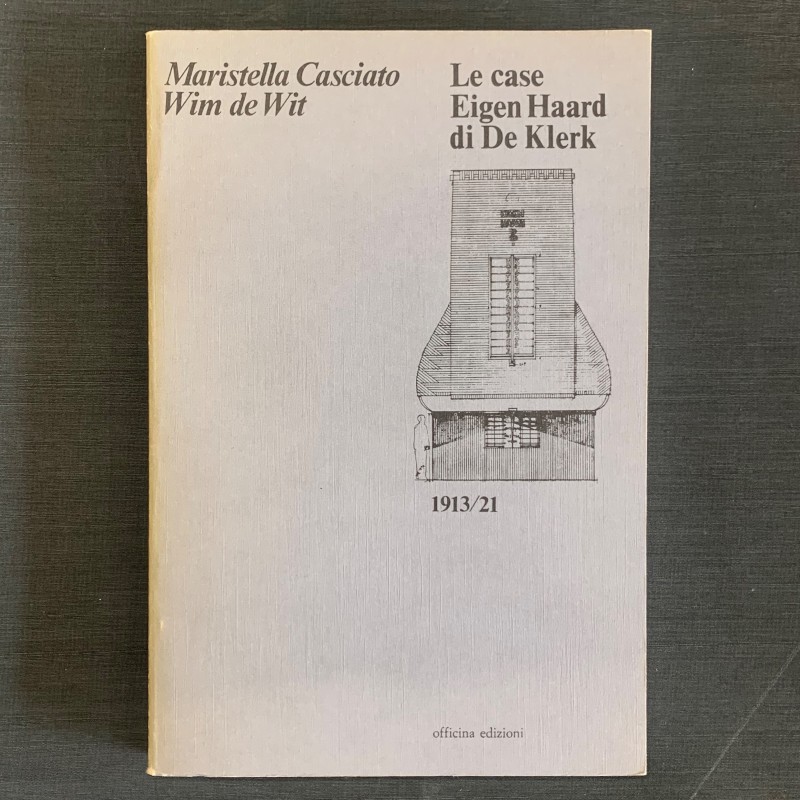 Maristella Casciato
Wim de Wit
Le case
Eigen Haard
di De Klerk
1913/21
officina edizioni